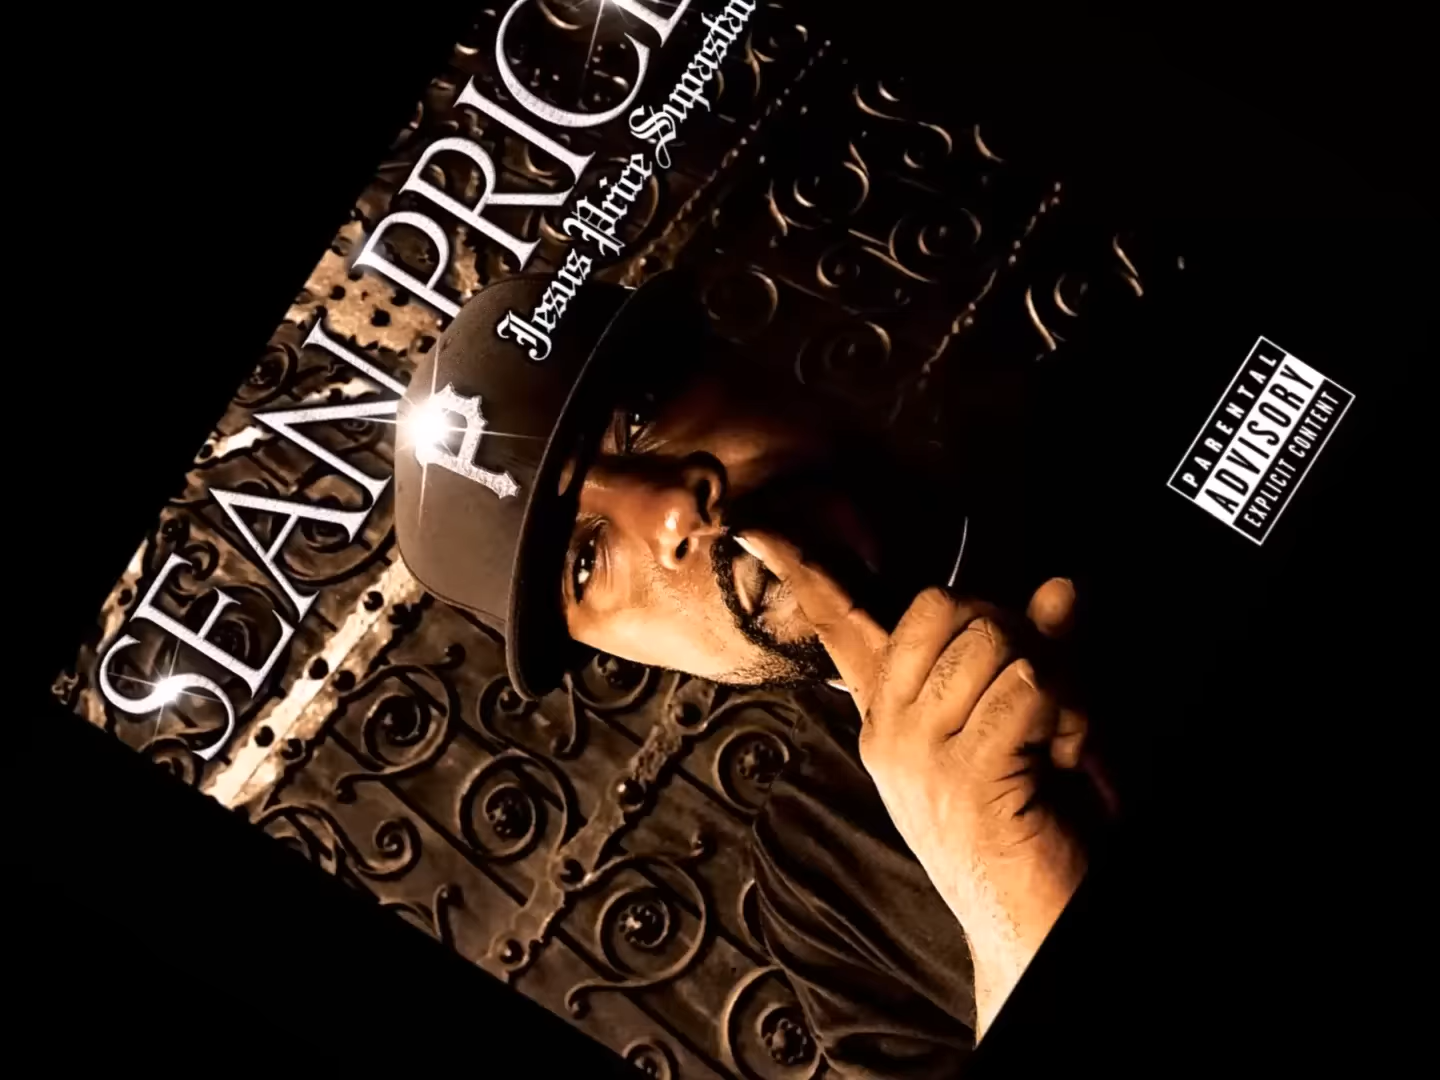 SEAN PRICE
Jesus Price Supastar
P
PARENTAL
ADVISORY
EXPLICIT CONTENT